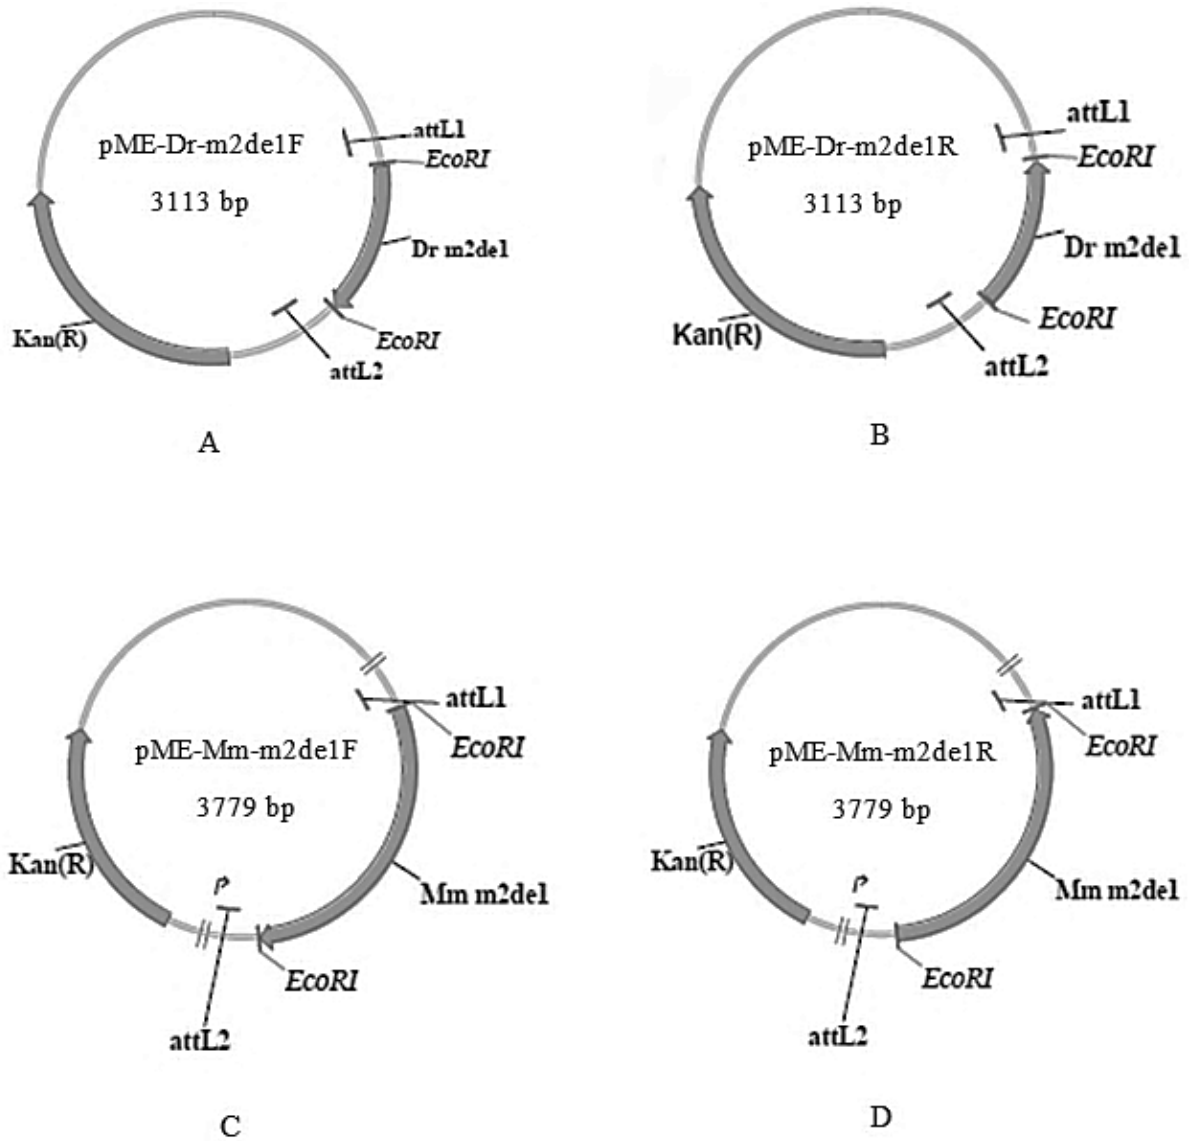 pME-Dr-m2de1F
3113 bp
attL1
EcoRI
Dr m2de1
EcoRI
attL2
Kan(R)
A
pME-Dr-m2de1R
3113 bp
attL1
EcoRI
Dr m2de1
EcoRI
attL2
Kan(R)
B
pME-Mm-m2de1F
3779 bp
attL1
EcoRI
Mm m2de1
EcoRI
attL2
Kan(R)
C
pME-Mm-m2de1R
3779 bp
attL1
EcoRI
Mm m2de1
EcoRI
attL2
Kan(R)
D